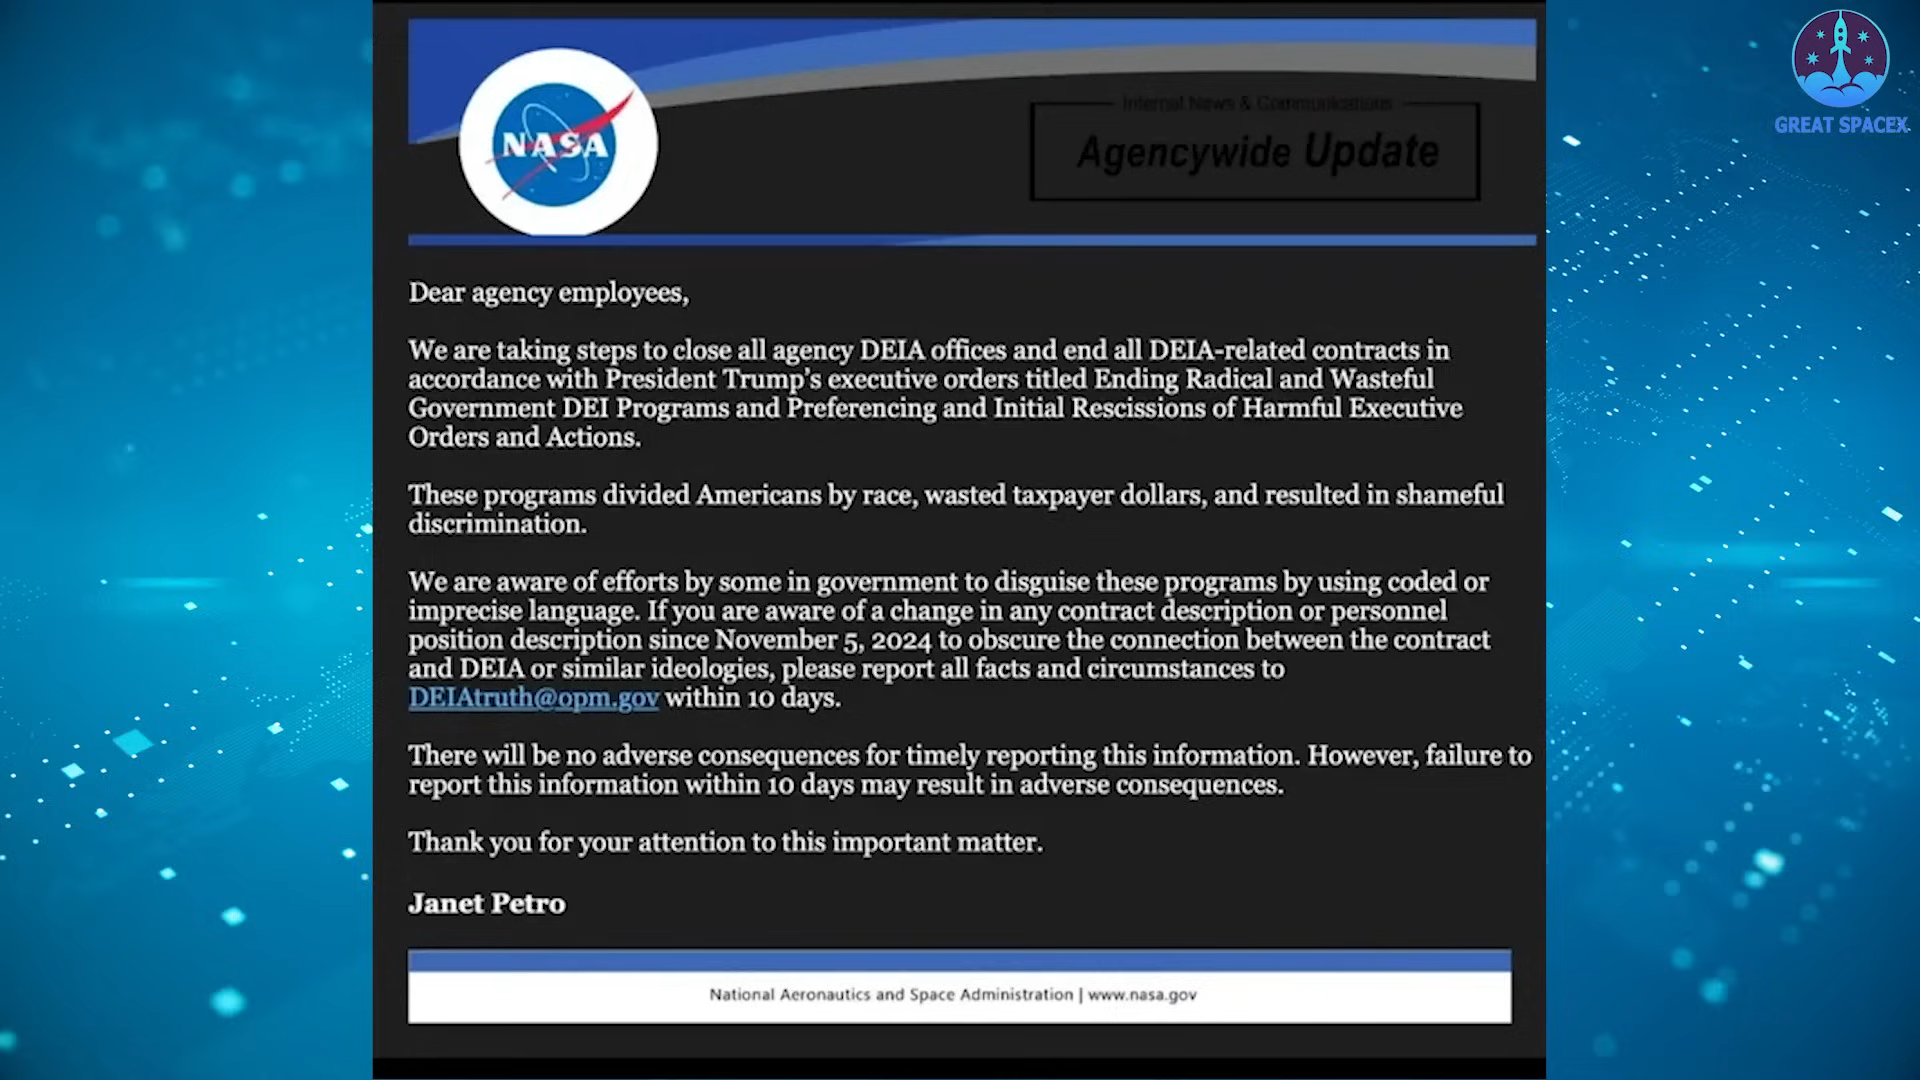 GREAT SPACEX
NASA
Internal News & Communications
Agencywide Update
Dear agency employees,
We are taking steps to close all agency DEIA offices and end all DEIA-related contracts in
accordance with President Trump's executive orders titled Ending Radical and Wasteful
Government DEI Programs and Preferencing and Initial Rescissions of Harmful Executive
Orders and Actions.
These programs divided Americans by race, wasted taxpayer dollars, and resulted in shameful
discrimination.
We are aware of efforts by some in government to disguise these programs by using coded or
imprecise language. If you are aware of a change in any contract description or personnel
position description since November 5, 2024 to obscure the connection between the contract
and DEIA or similar ideologies, please report all facts and circumstances to
DEIAtruth@opm.gov within 10 days.
There will be no adverse consequences for timely reporting this information. However, failure to
report this information within 10 days may result in adverse consequences.
Thank you for your attention to this important matter.
Janet Petro
National Aeronautics and Space Administration | www.nasa.gov